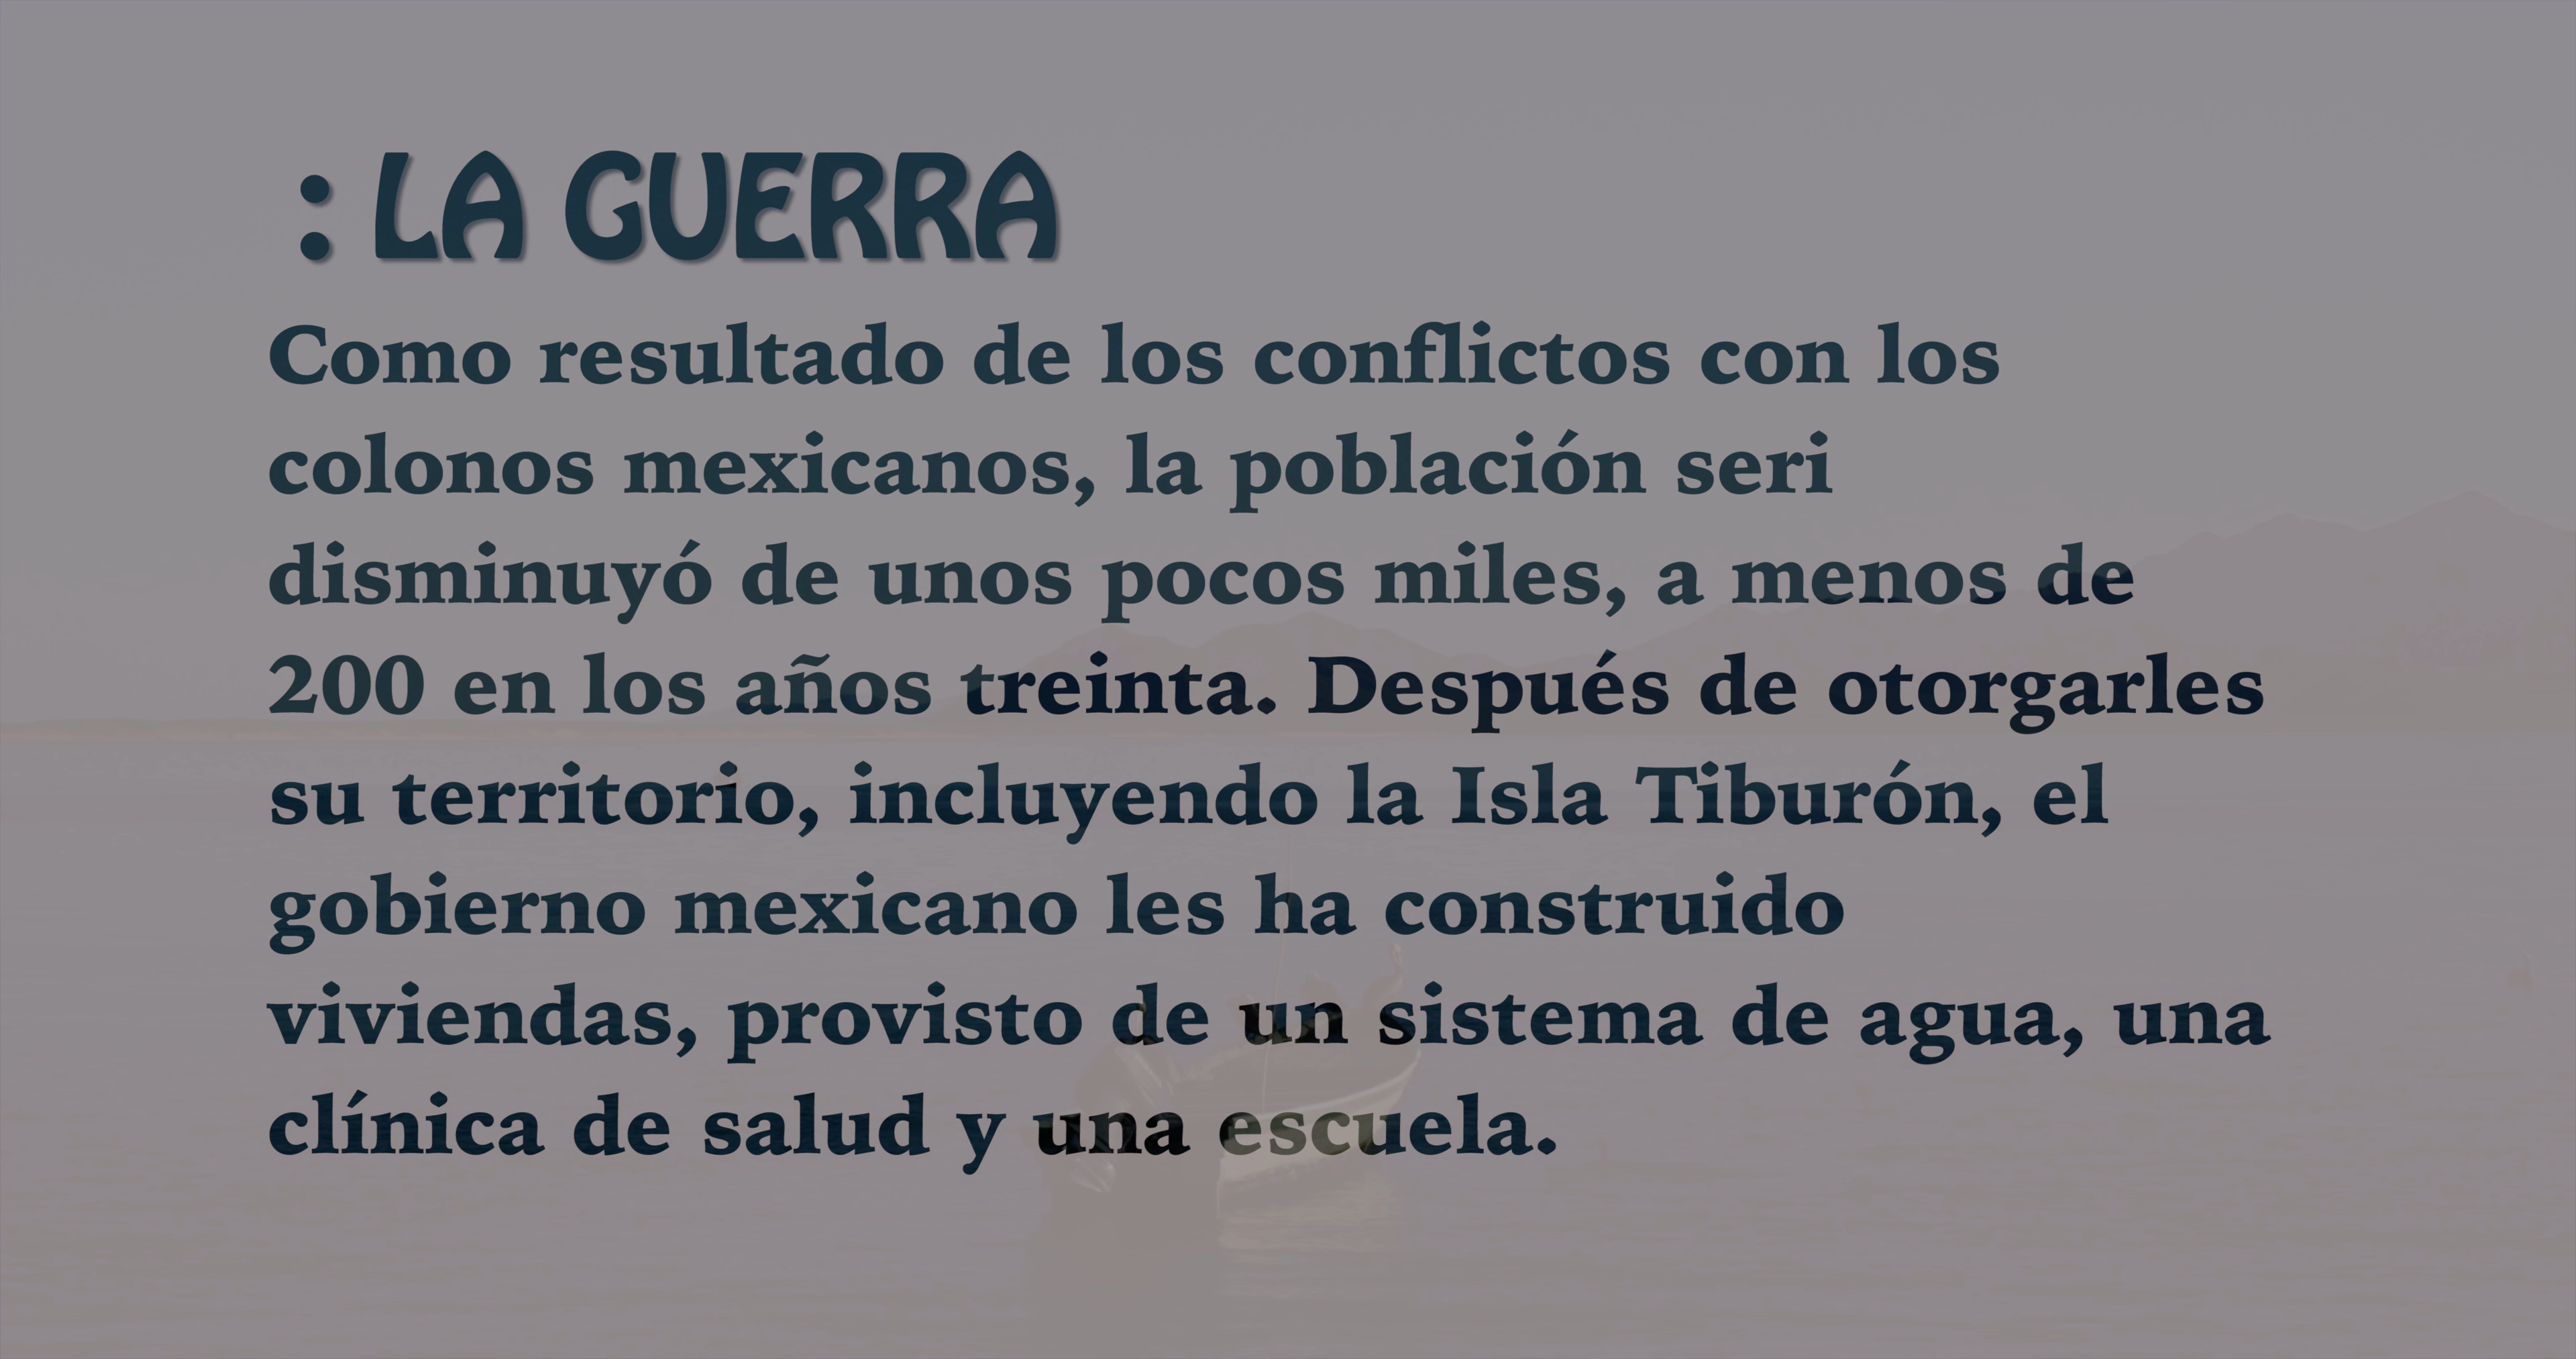 : LA GUERRA
Como resultado de los conflictos con los
colonos mexicanos, la población seri
disminuyó de unos pocos miles, a menos de
200 en los años treinta. Después de otorgarles
su territorio, incluyendo la Isla Tiburón, el
gobierno mexicano les ha construido
viviendas, provisto de un sistema de agua, una
clínica de salud y una escuela.